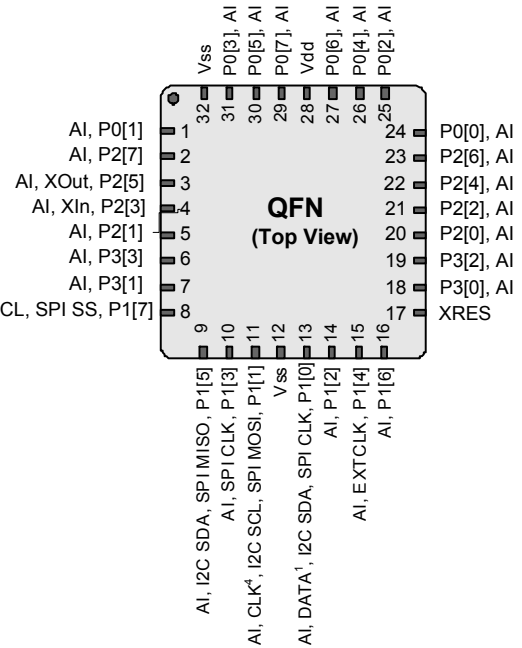 Vss
P0[3], AI
P0[5], AI
P0[7], AI
Vdd
P0[6], AI
P0[4], AI
P0[2], AI
32
31
30
29
28
27
26
25
AI, P0[1]
1
AI, P2[7]
2
AI, XOut, P2[5]
3
AI, XIn, P2[3]
4
AI, P2[1]
5
AI, P3[3]
6
AI, P3[1]
7
CL, SPI SS, P1[7]
8
QFN
(Top View)
24
P0[0], AI
23
P2[6], AI
22
P2[4], AI
21
P2[2], AI
20
P2[0], AI
19
P3[2], AI
18
P3[0], AI
17
XRES
9
10
11
12
13
14
15
16
AI, I2C SDA, SPI MISO, P1[5]
AI, SPI CLK, P1[3]
AI, CLK⁴, I2C SCL, SPI MOSI, P1[1]
Vss
AI, DATA¹, I2C SDA, SPI CLK, P1[0]
AI, P1[2]
AI, EXTCLK, P1[4]
AI, P1[6]